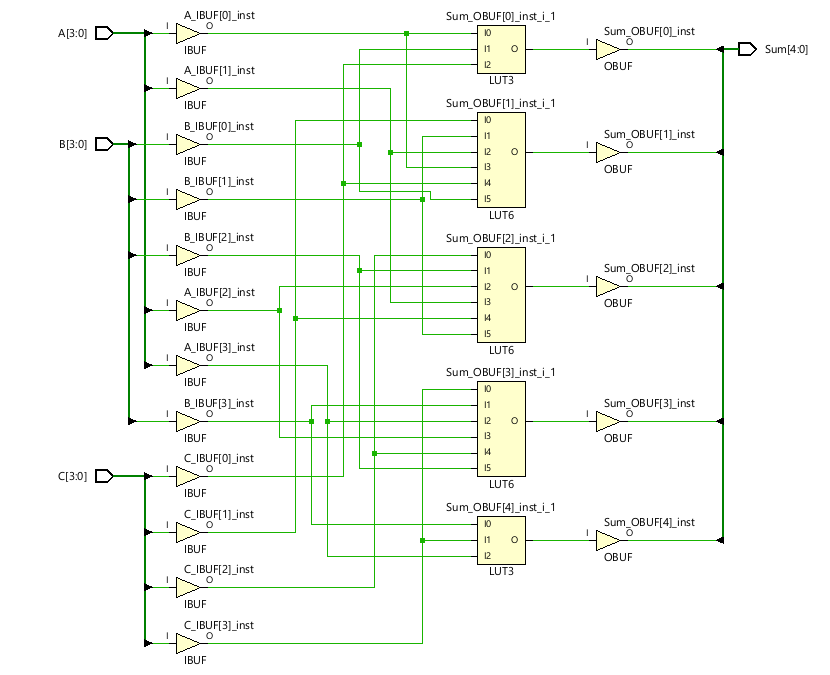 A_IBUF[0]_inst
I
O
IBUF
A[3:0]
A_IBUF[1]_inst
I
O
IBUF
B_IBUF[0]_inst
I
O
IBUF
B[3:0]
B_IBUF[1]_inst
I
O
IBUF
B_IBUF[2]_inst
I
O
IBUF
A_IBUF[2]_inst
I
O
IBUF
A_IBUF[3]_inst
I
O
IBUF
B_IBUF[3]_inst
I
O
IBUF
C_IBUF[0]_inst
I
O
IBUF
C[3:0]
C_IBUF[1]_inst
I
O
IBUF
C_IBUF[2]_inst
I
O
IBUF
C_IBUF[3]_inst
I
O
IBUF
Sum_OBUF[0]_inst_i_1
I0
I1
I2
O
LUT3
Sum_OBUF[1]_inst_i_1
I0
I1
I2
I3
I4
I5
O
LUT6
Sum_OBUF[2]_inst_i_1
I0
I1
I2
I3
I4
I5
O
LUT6
Sum_OBUF[3]_inst_i_1
I0
I1
I2
I3
I4
I5
O
LUT6
Sum_OBUF[4]_inst_i_1
I0
I1
I2
O
LUT3
Sum_OBUF[0]_inst
I
O
OBUF
Sum[4:0]
Sum_OBUF[1]_inst
I
O
OBUF
Sum_OBUF[2]_inst
I
O
OBUF
Sum_OBUF[3]_inst
I
O
OBUF
Sum_OBUF[4]_inst
I
O
OBUF